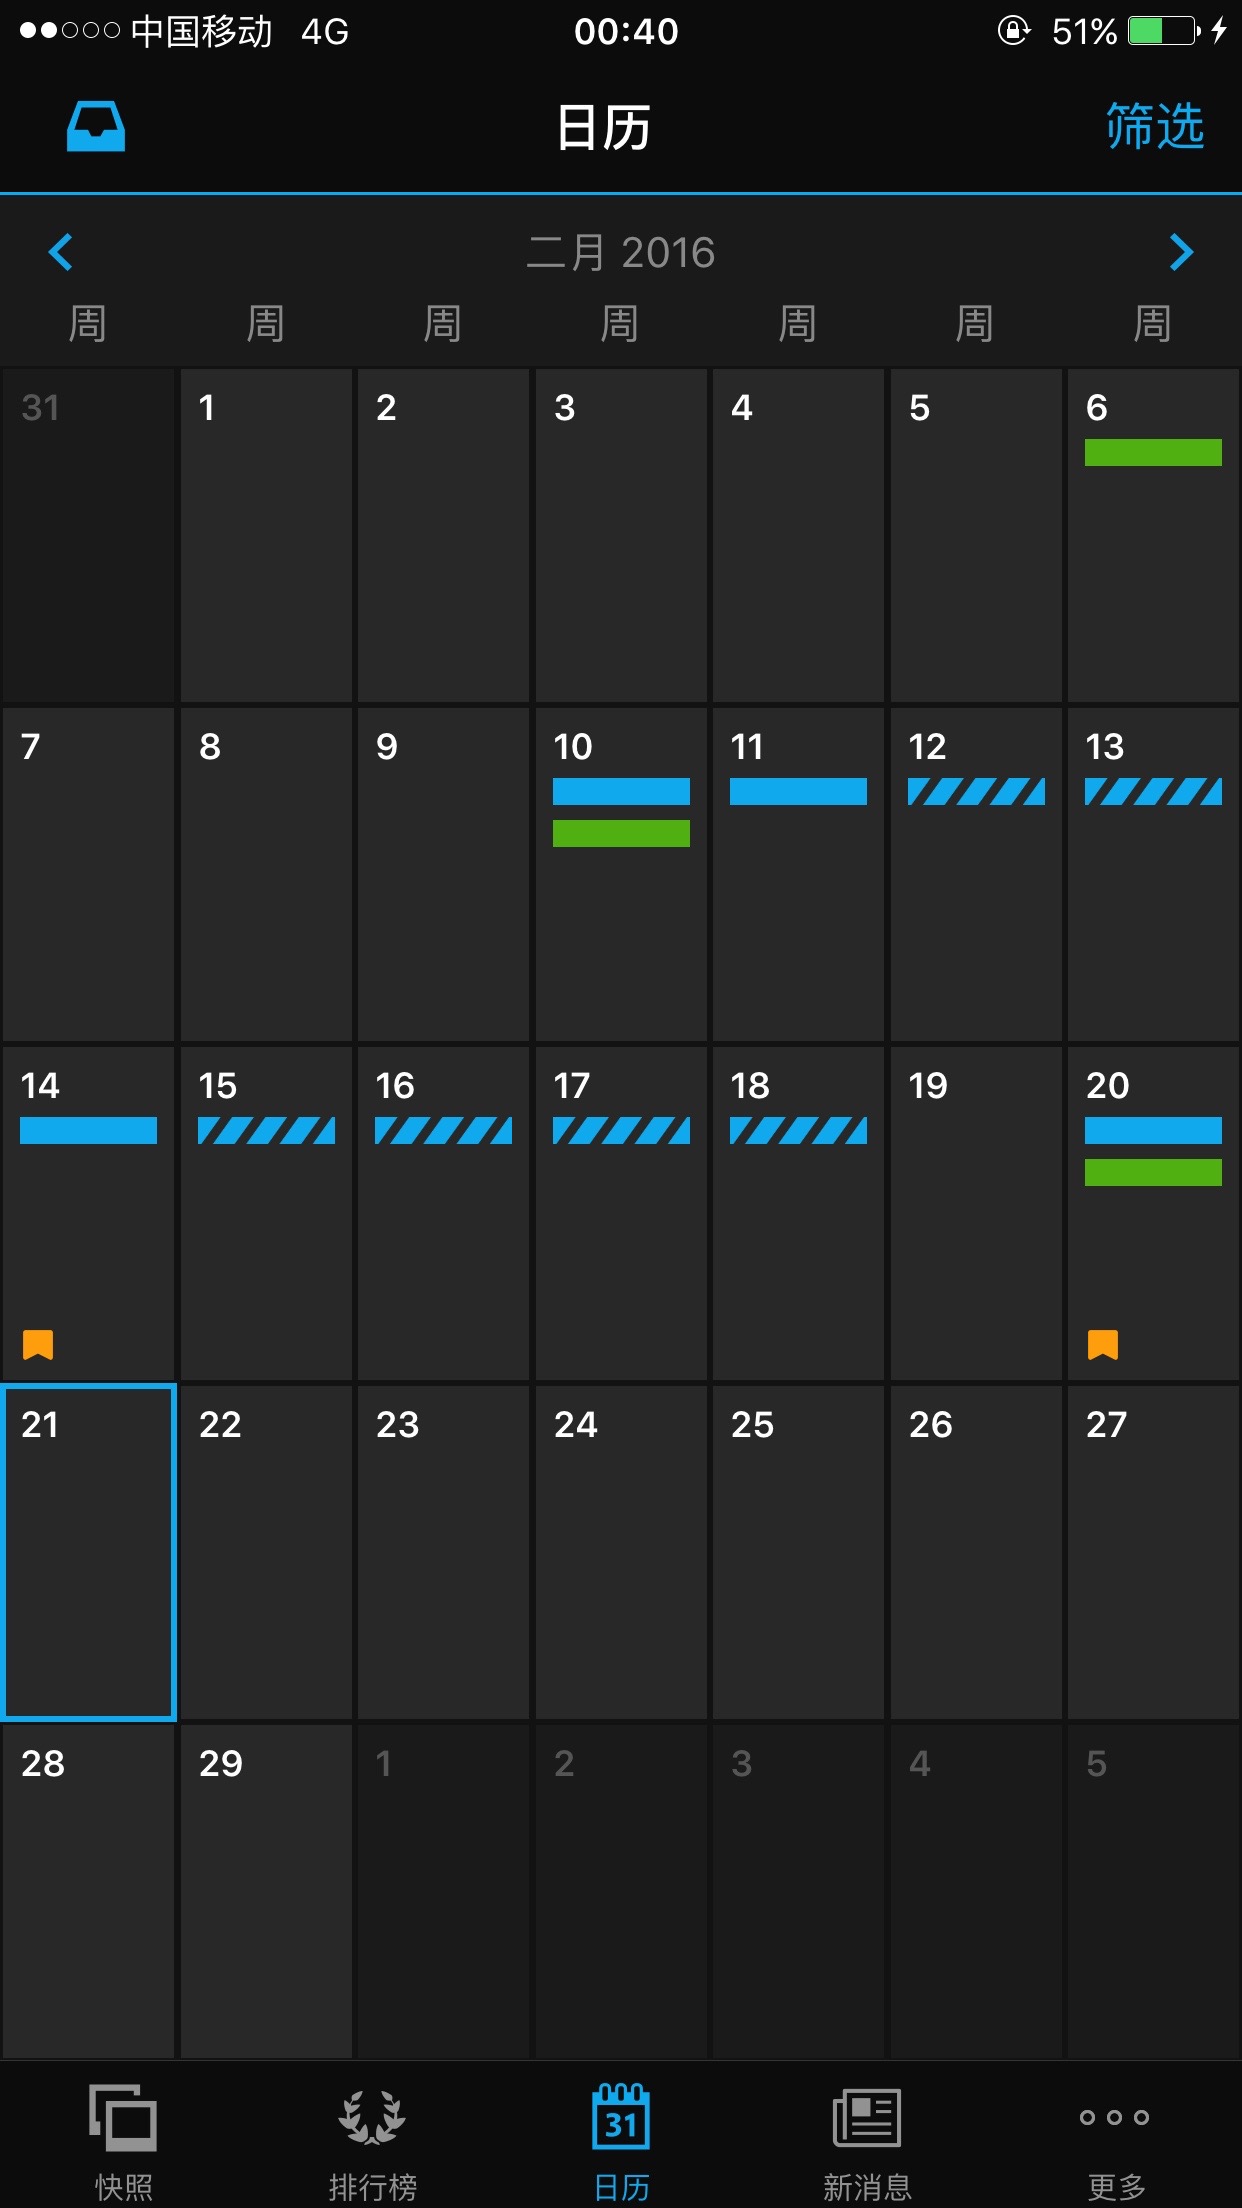 中国移动 4G 00:40 51%
日历 筛选
二月 2016
周 周 周 周 周 周 周
31 1 2 3 4 5 6
7 8 9 10 11 12 13
14 15 16 17 18 19 20
21 22 23 24 25 26 27
28 29 1 2 3 4 5
31
快照 排行榜 日历 新消息 更多